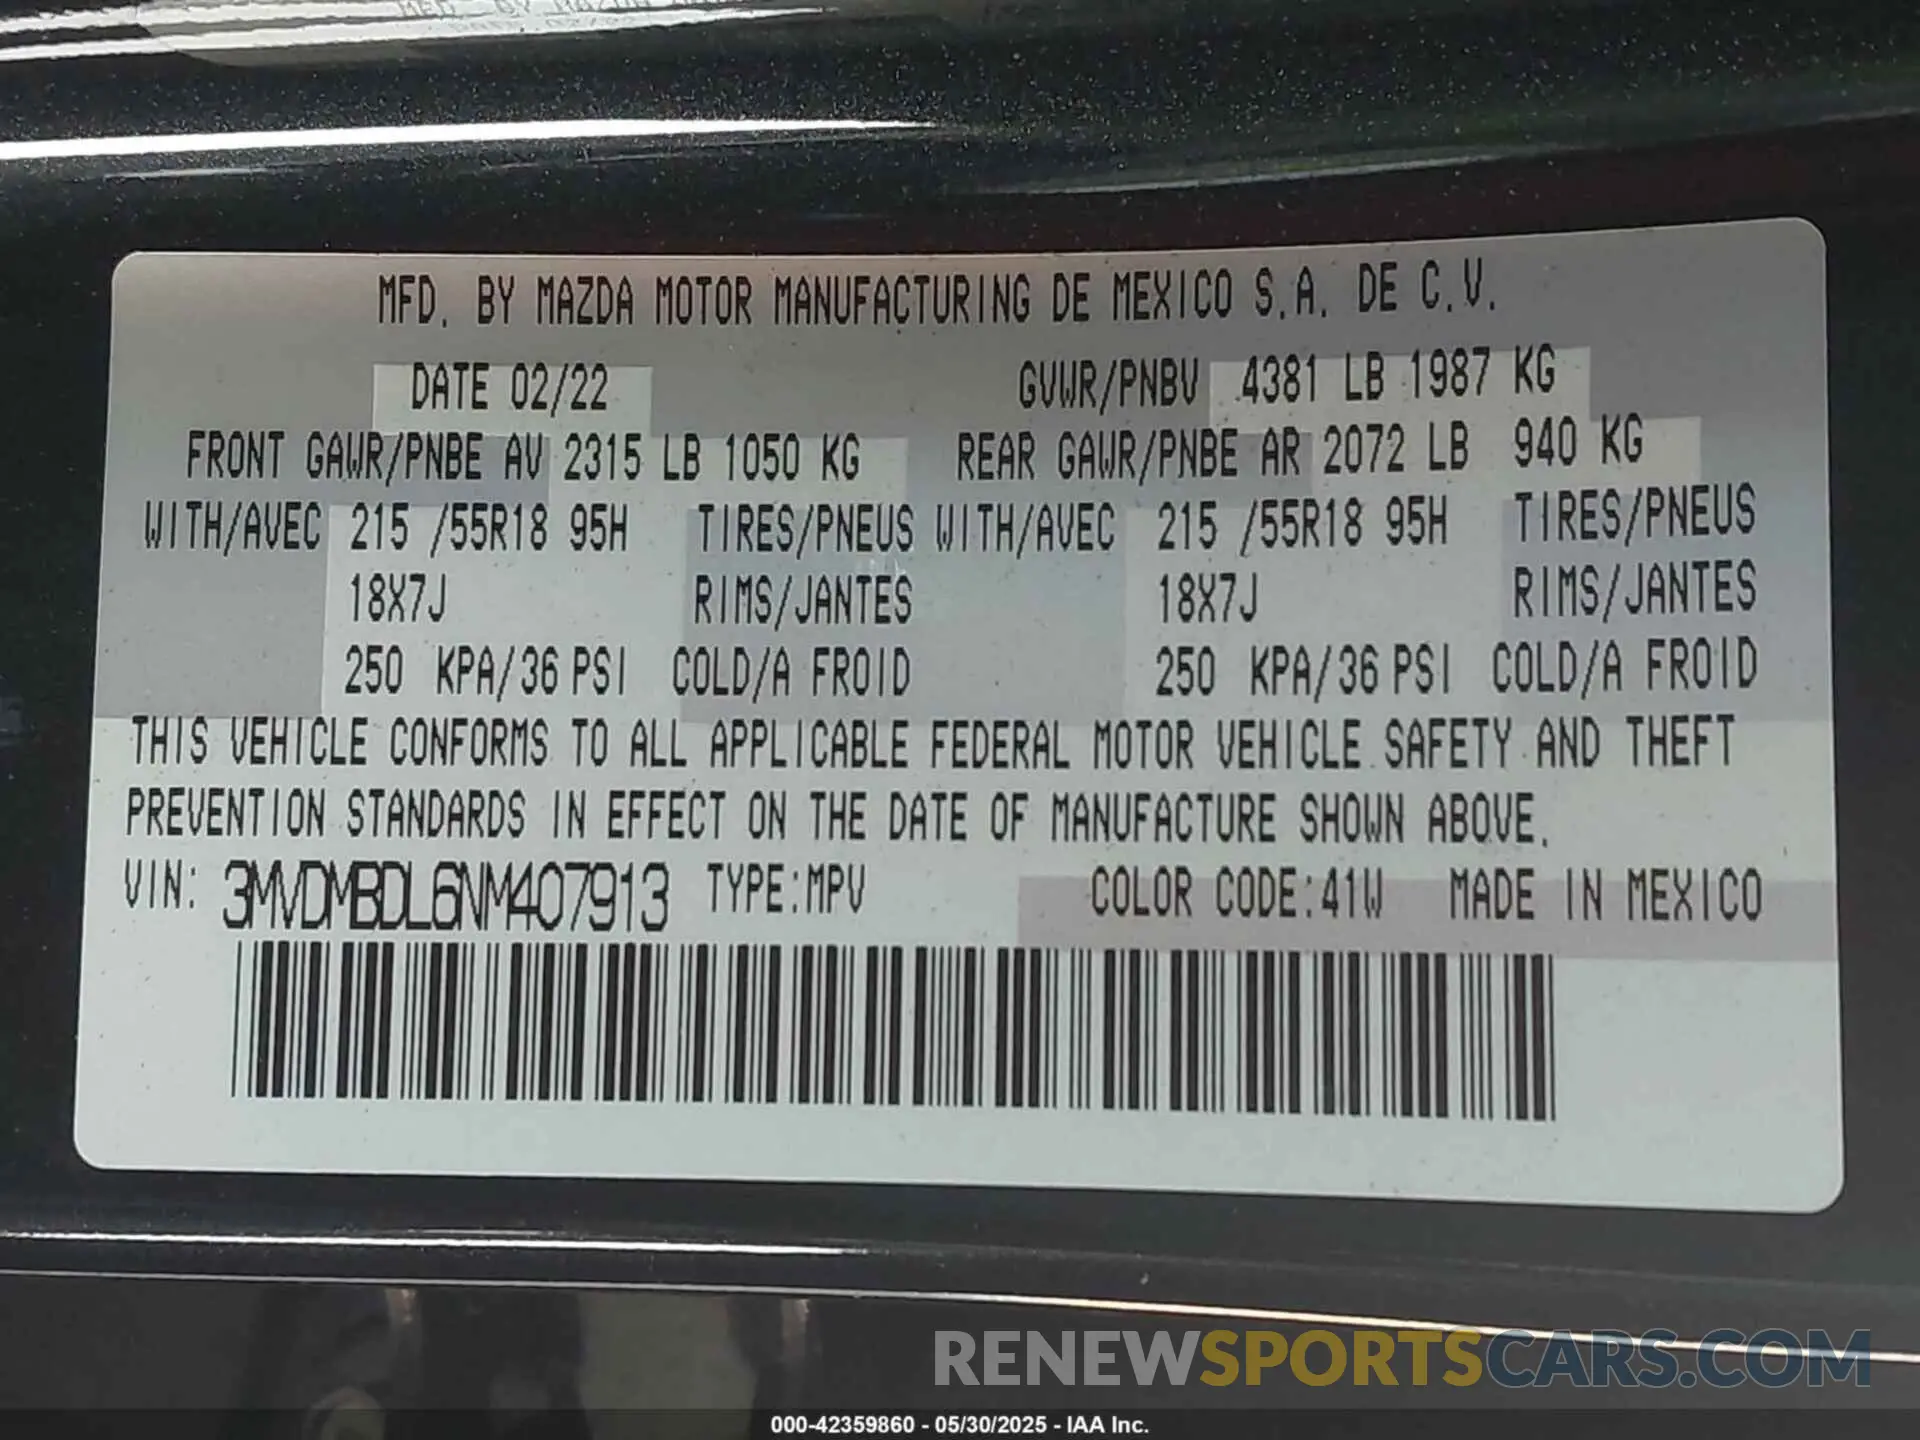 MFD. BY MAZDA MOTOR MANUFACTURING DE MEXICO S.A. DE C.V.
DATE 02/22 GVWR/PNBV 4381 LB 1987 KG
FRONT GAWR/PNBE AV 2315 LB 1050 KG REAR GAWR/PNBE AR 2072 LB 940 KG
WITH/AVEC 215 /55R18 95H TIRES/PNEUS WITH/AVEC 215 /55R18 95H TIRES/PNEUS
18X7J RIMS/JANTES 18X7J RIMS/JANTES
250 KPA/36 PSI COLD/A FROID 250 KPA/36 PSI COLD/A FROID
THIS VEHICLE CONFORMS TO ALL APPLICABLE FEDERAL MOTOR VEHICLE SAFETY AND THEFT
PREVENTION STANDARDS IN EFFECT ON THE DATE OF MANUFACTURE SHOWN ABOVE.
VIN: 3MVDMBDL6NM407913 TYPE:MPV COLOR CODE:41W MADE IN MEXICO
RENEWSPORTSCARS.COM
000-42359860 - 05/30/2025 - IAA Inc.